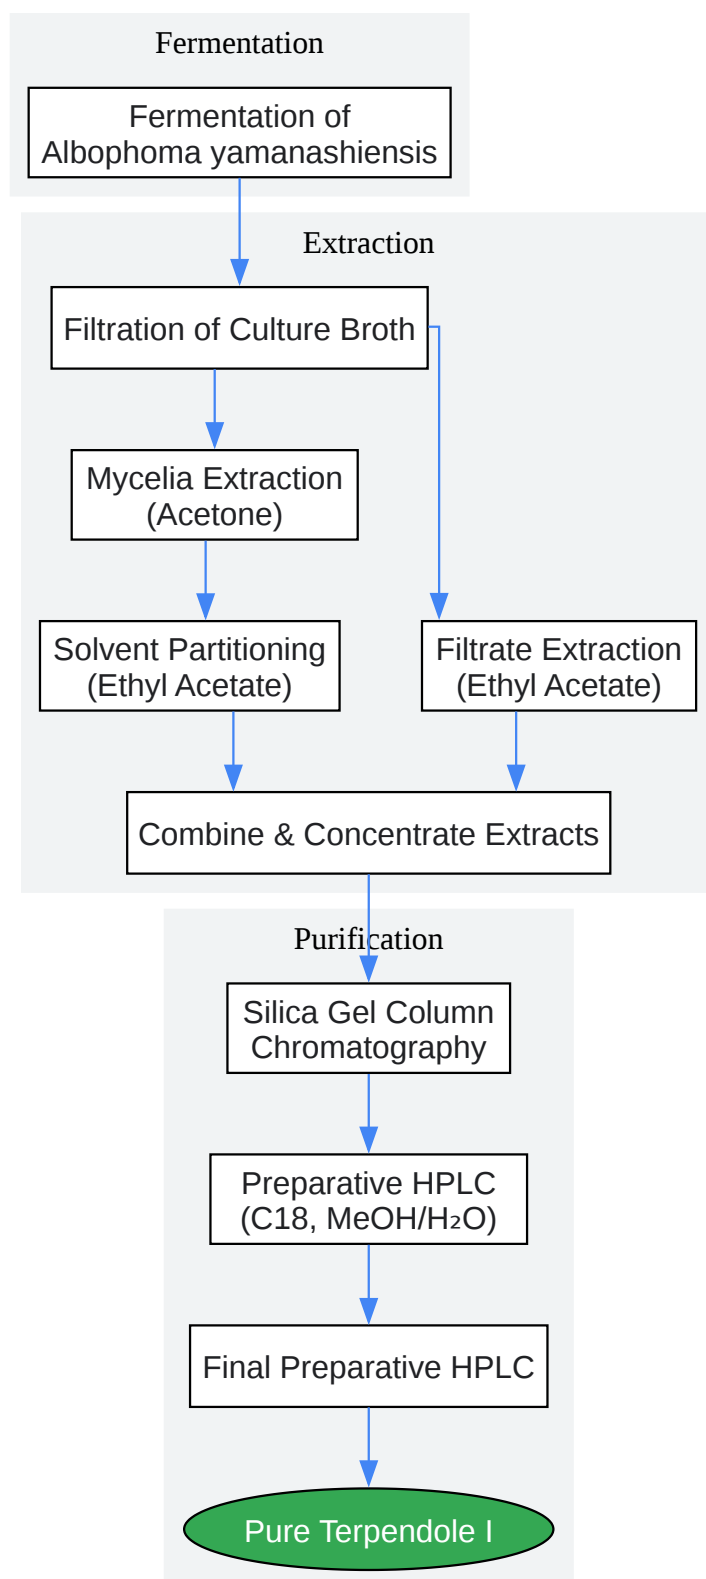 Fermentation
Fermentation of
Albophoma yamanashiensis
Extraction
Filtration of Culture Broth
Mycelia Extraction
(Acetone)
Solvent Partitioning
(Ethyl Acetate)
Filtrate Extraction
(Ethyl Acetate)
Combine & Concentrate Extracts
Purification
Silica Gel Column
Chromatography
Preparative HPLC
(C18, MeOH/H₂O)
Final Preparative HPLC
Pure Terpendole I